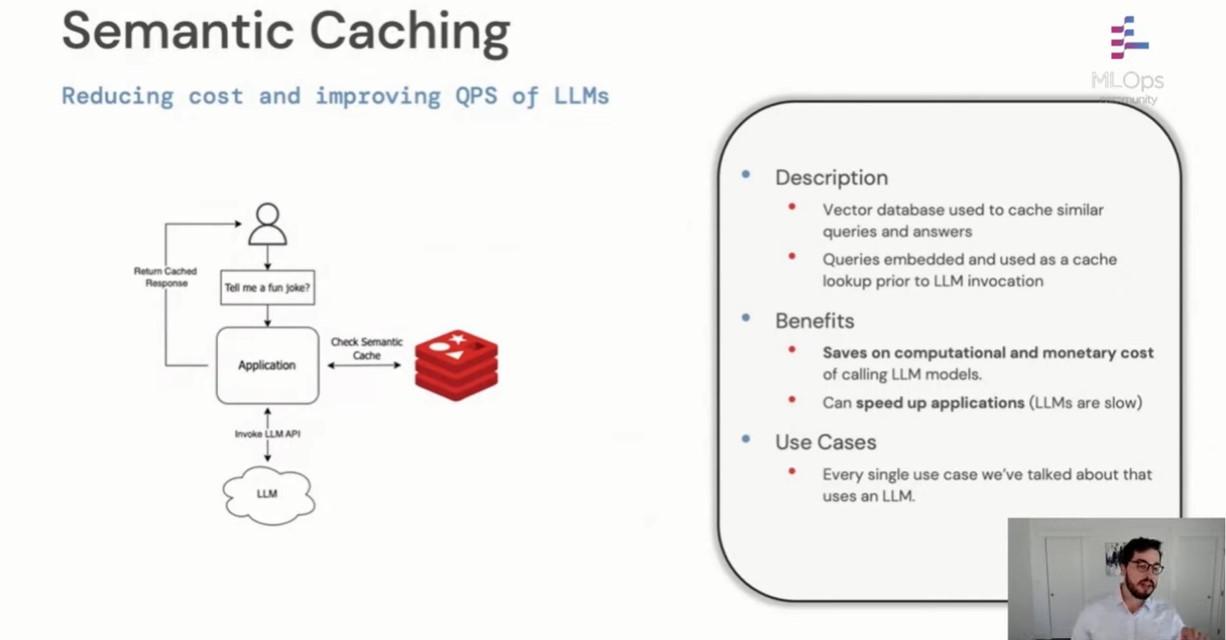 Semantic Caching
Reducing cost and improving QPS of LLMs
MLOps
community
Return Cached
Response
Tell me a fun joke?
Application
Check Semantic
Cache
Invoke LLM API
LLM
Description
Vector database used to cache similar
queries and answers
Queries embedded and used as a cache
lookup prior to LLM invocation
Benefits
Saves on computational and monetary cost
of calling LLM models.
Can speed up applications (LLMs are slow)
Use Cases
Every single use case we've talked about that
uses an LLM.